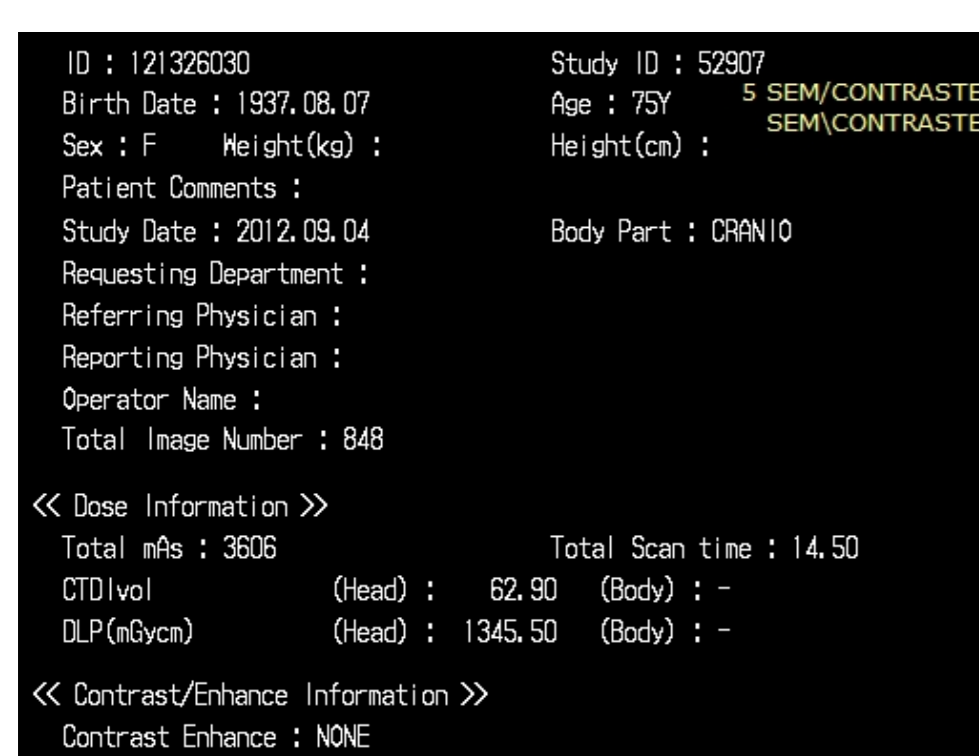 ID : 121326030 Study ID : 52907
5 SEM/CONTRASTE
Birth Date : 1937.08.07 Age : 75Y
SEM\CONTRASTE
Sex : F Weight(kg) : Height(cm) :
Patient Comments :
Study Date : 2012.09.04 Body Part : CRANIO
Requesting Department :
Referring Physician :
Reporting Physician :
Operator Name :
Total Image Number : 848
<< Dose Information >>
Total mAs : 3606 Total Scan time : 14.50
CTDIvol (Head) : 62.90 (Body) : -
DLP(mGycm) (Head) : 1345.50 (Body) : -
<< Contrast/Enhance Information >>
Contrast Enhance : NONE